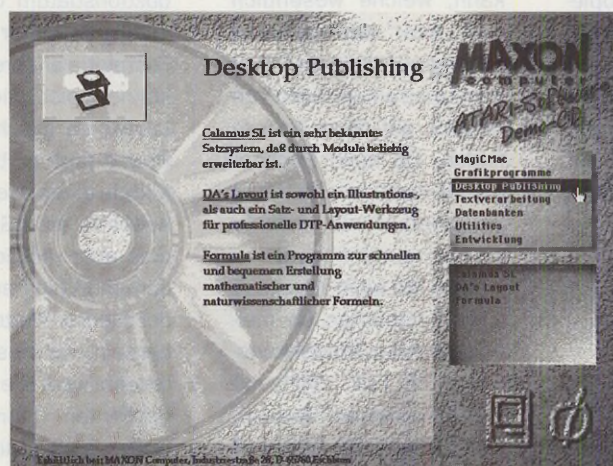 Desktop Publishing
Calamus SL ist ein sehr bekanntes
Satzsystem, daß durch Module beliebig
erweiterbar ist.
DA's Layout ist sowohl ein Illustrations-,
als auch ein Satz- und Layout-Werkzeug
für professionelle DTP-Anwendungen.
Formula ist ein Programm zur schnellen
und bequemen Erstellung
mathematischer und
naturwissenschaftlicher Formeln.
MAXON
computer
ATARI-Software
Demo-CD
MagiCMac
Grafikprogramme
Desktop Publishing
Textverarbeitung
Datenbanken
Utilities
Entwicklung
Calamus SL
DA's Layout
Formula
Erhältlich bei: MAXON Computer, Industriestraße 26, D-65760 Eschborn